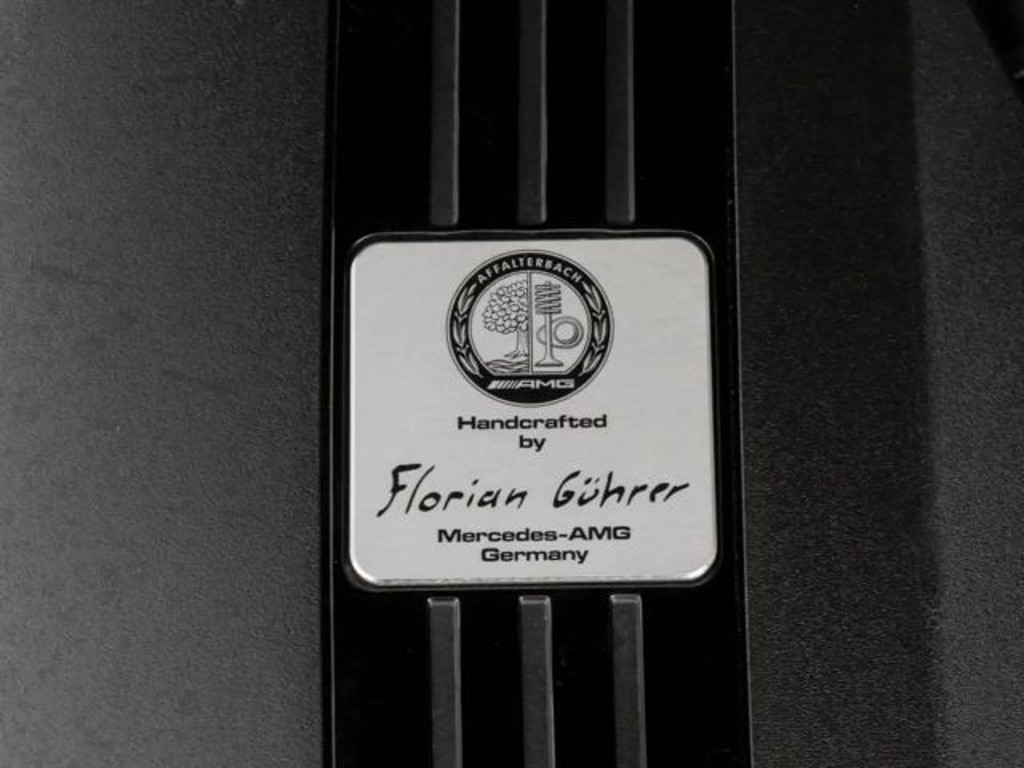 AFFALTERBACH
AMG
Handcrafted
by
Florian Gührer
Mercedes-AMG
Germany